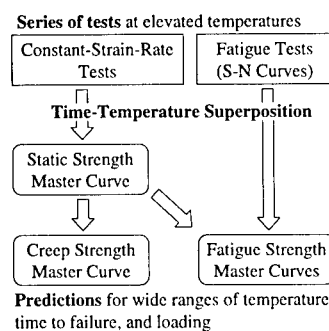 Series of tests at elevated temperatures
Constant-Strain-Rate
Tests
Fatigue Tests
(S-N Curves)
Time-Temperature Superposition
Static Strength
Master Curve
Creep Strength
Master Curve
Fatigue Strength
Master Curves
Predictions for wide ranges of temperature,
time to failure, and loading